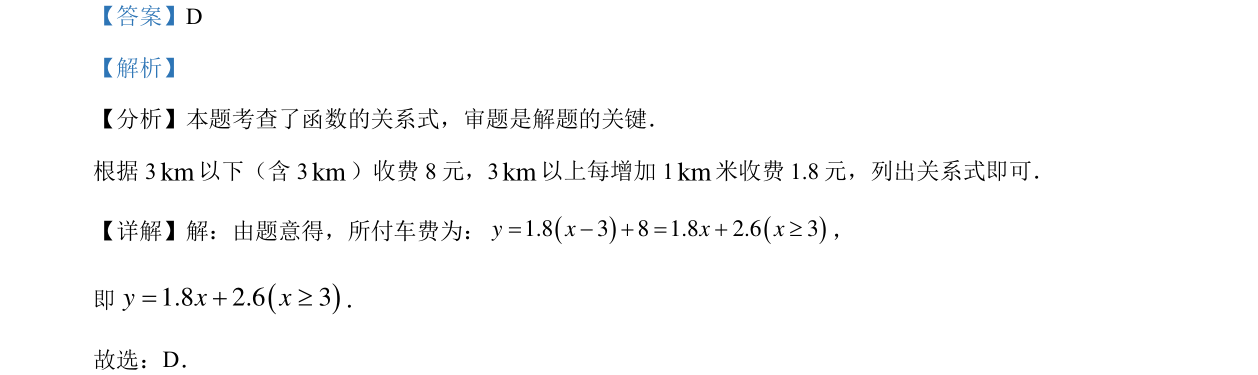 【答案】D
【解析】
【分析】本题考查了函数的关系式，审题是解题的关键．
根据 3 km 以下（含 3 km ）收费 8 元，3 km 以上每增加 1 km 米收费 1.8 元，列出关系式即可．
【详解】解：由题意得，所付车费为： y = 1.8(x − 3) + 8 = 1.8x + 2.6(x ≥ 3) ，
即 y = 1.8x + 2.6(x ≥ 3) ．
故选：D．